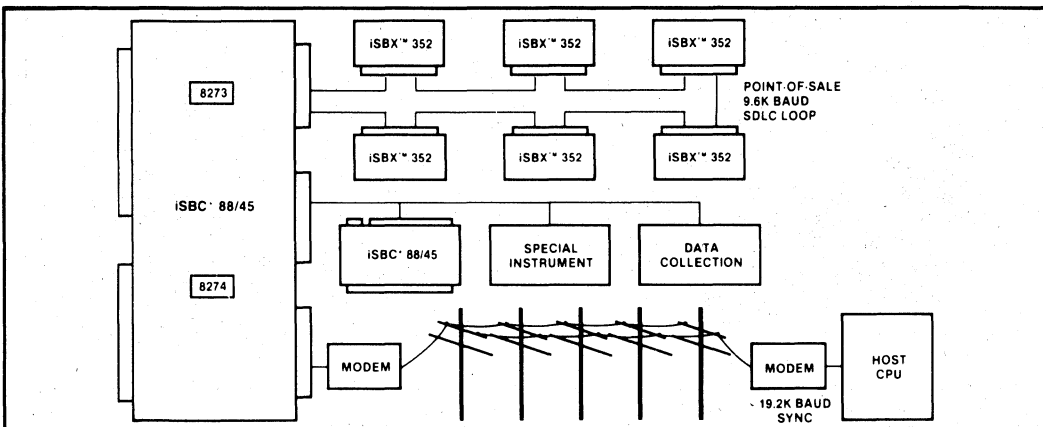 iSBX™ 352
iSBX™ 352
iSBX™ 352
8273
POINT-OF-SALE
9.6K BAUD
SDLC LOOP
iSBX™ 352
iSBX™ 352
iSBX™ 352
iSBC* 88/45
iSBC* 88/45
SPECIAL
INSTRUMENT
DATA
COLLECTION
8274
MODEM
MODEM
HOST
CPU
19.2K BAUD
SYNC